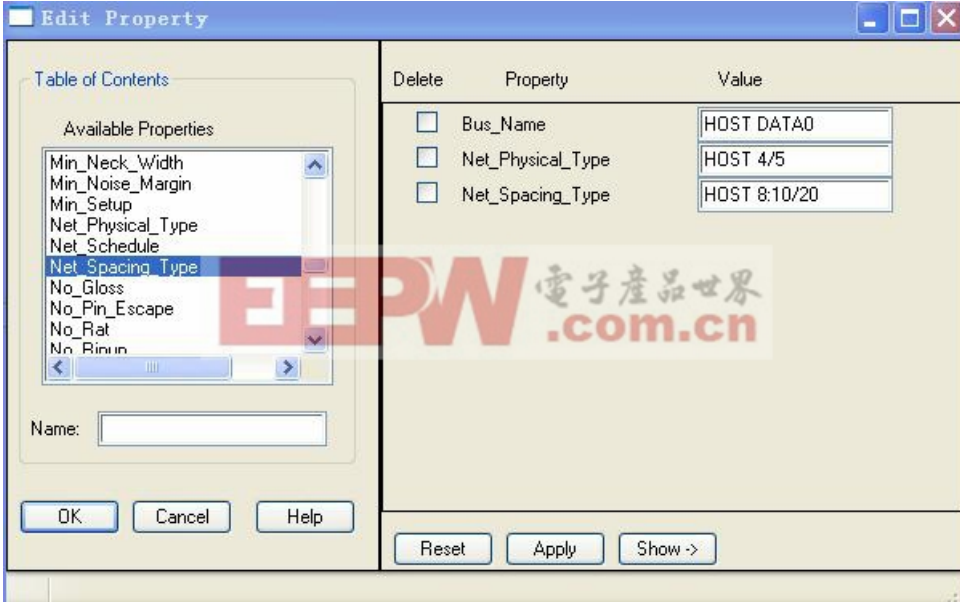 Edit Property
Table of Contents
Available Properties
Min_Neck_Width
Min_Noise_Margin
Min_Setup
Net_Physical_Type
Net_Schedule
Net_Spacing_Type
No_Gloss
No_Pin_Escape
No_Rat
No_Ripup
Name:
OK
Cancel
Help
Delete Property Value
Bus_Name HOST DATA0
Net_Physical_Type HOST 4/5
Net_Spacing_Type HOST 8:10/20
Reset
Apply
Show ->
EEPW 電子產品世界
.com.cn